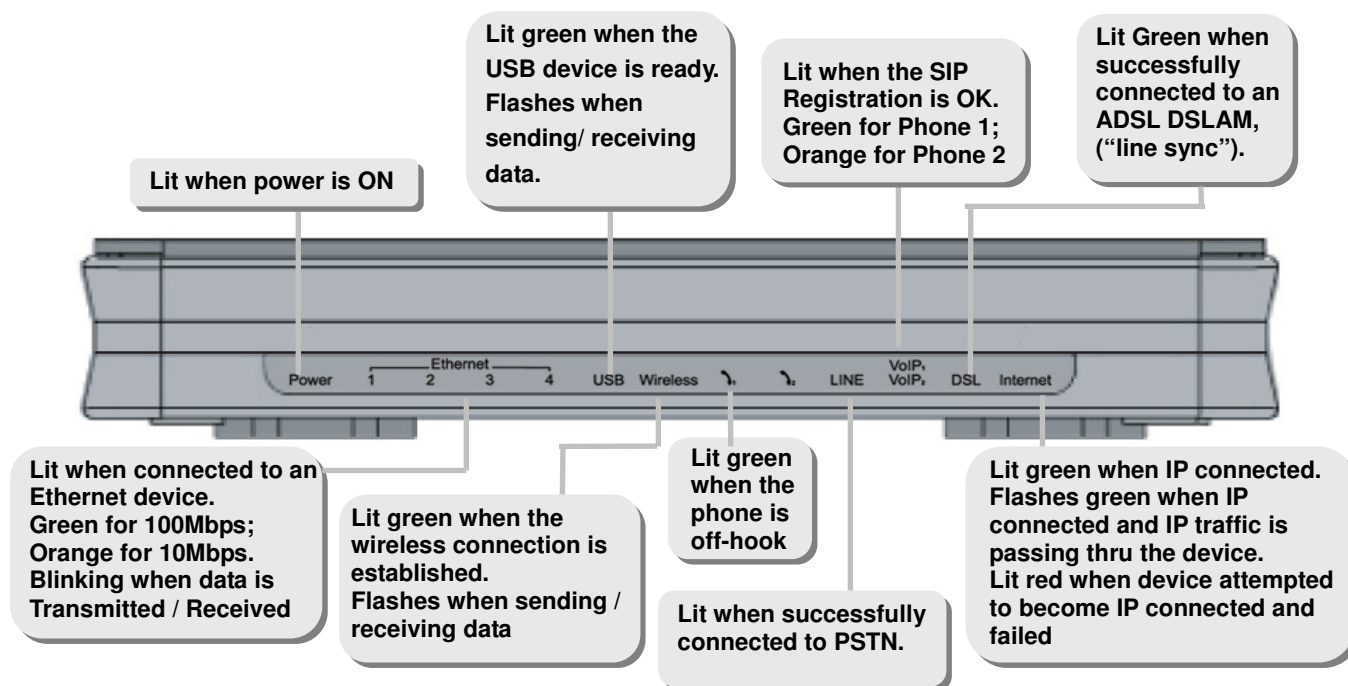 Lit green when the
USB device is ready.
Flashes when
sending/ receiving
data.
Lit when the SIP
Registration is OK.
Green for Phone 1;
Orange for Phone 2
Lit Green when
successfully
connected to an
ADSL DSLAM,
(“line sync”).
Lit when power is ON
Power
Ethernet
1 2 3 4
USB
Wireless
1
2
LINE
VoIP₁
VoIP₂
DSL
Internet
Lit when connected to an
Ethernet device.
Green for 100Mbps;
Orange for 10Mbps.
Blinking when data is
Transmitted / Received
Lit green when the
wireless connection is
established.
Flashes when sending /
receiving data
Lit green
when the
phone is
off-hook
Lit when successfully
connected to PSTN.
Lit green when IP connected.
Flashes green when IP
connected and IP traffic is
passing thru the device.
Lit red when device attempted
to become IP connected and
failed